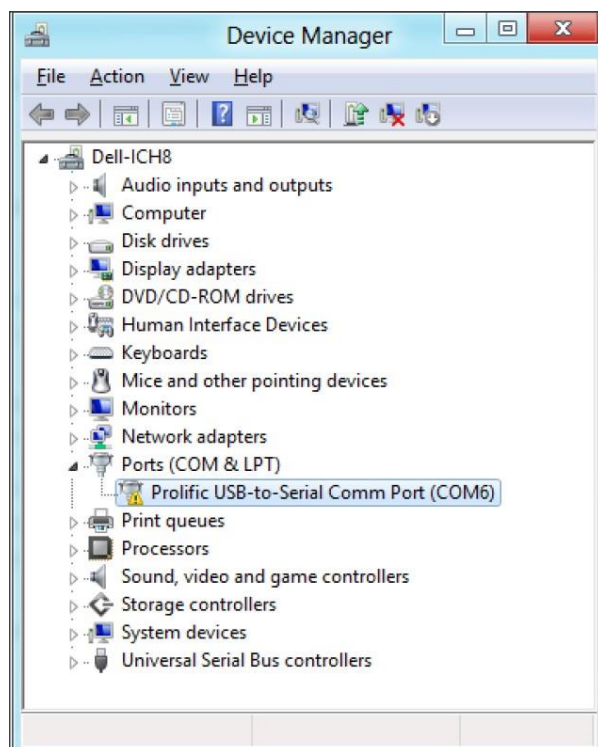 Device Manager
File Action View Help
Dell-ICH8
Audio inputs and outputs
Computer
Disk drives
Display adapters
DVD/CD-ROM drives
Human Interface Devices
Keyboards
Mice and other pointing devices
Monitors
Network adapters
Ports (COM & LPT)
Prolific USB-to-Serial Comm Port (COM6)
Print queues
Processors
Sound, video and game controllers
Storage controllers
System devices
Universal Serial Bus controllers